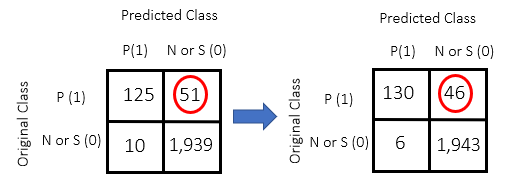 Predicted Class
P(1) N or S (0)
Original Class
P (1) 125 51
N or S (0) 10 1,939
Predicted Class
P(1) N or S (0)
Original Class
P (1) 130 46
N or S (0) 6 1,943